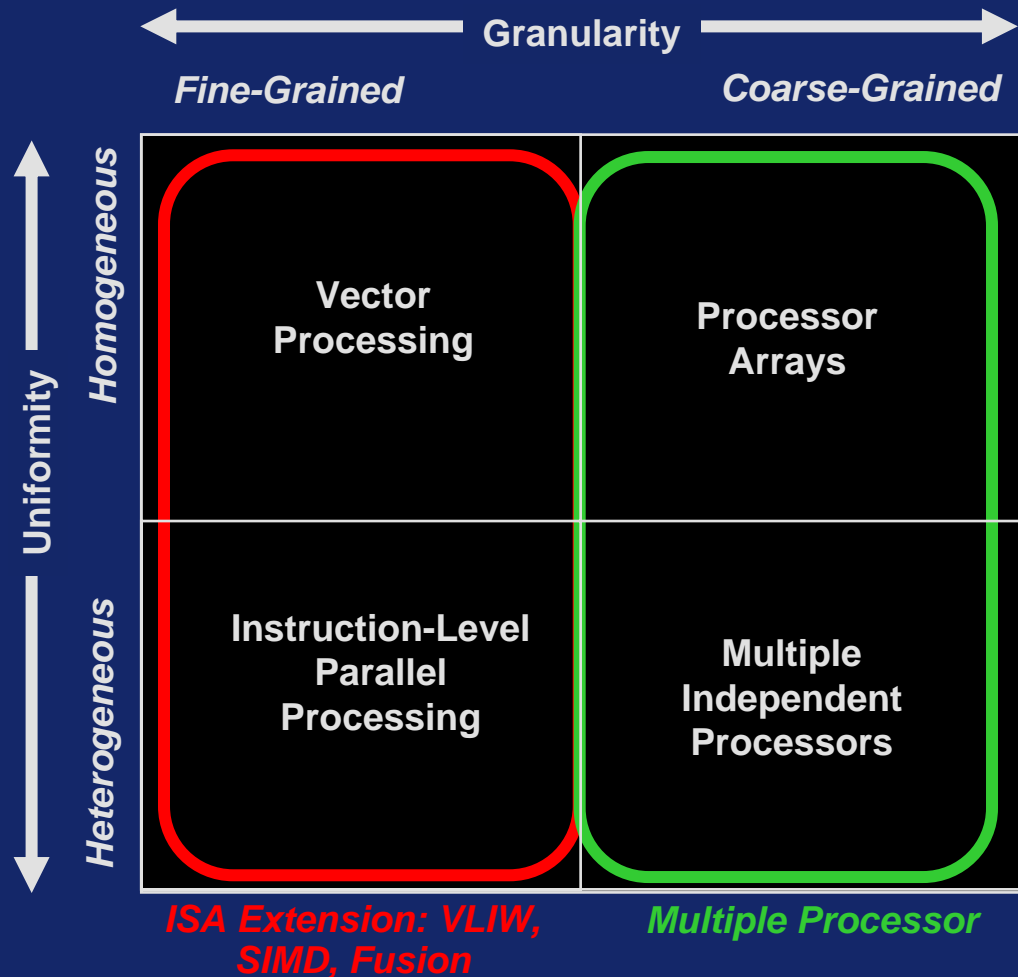 Granularity
Fine-Grained
Coarse-Grained
Uniformity
Homogeneous
Heterogeneous
Vector
Processing
Processor
Arrays
Instruction-Level
Parallel
Processing
Multiple
Independent
Processors
ISA Extension: VLIW,
SIMD, Fusion
Multiple Processor